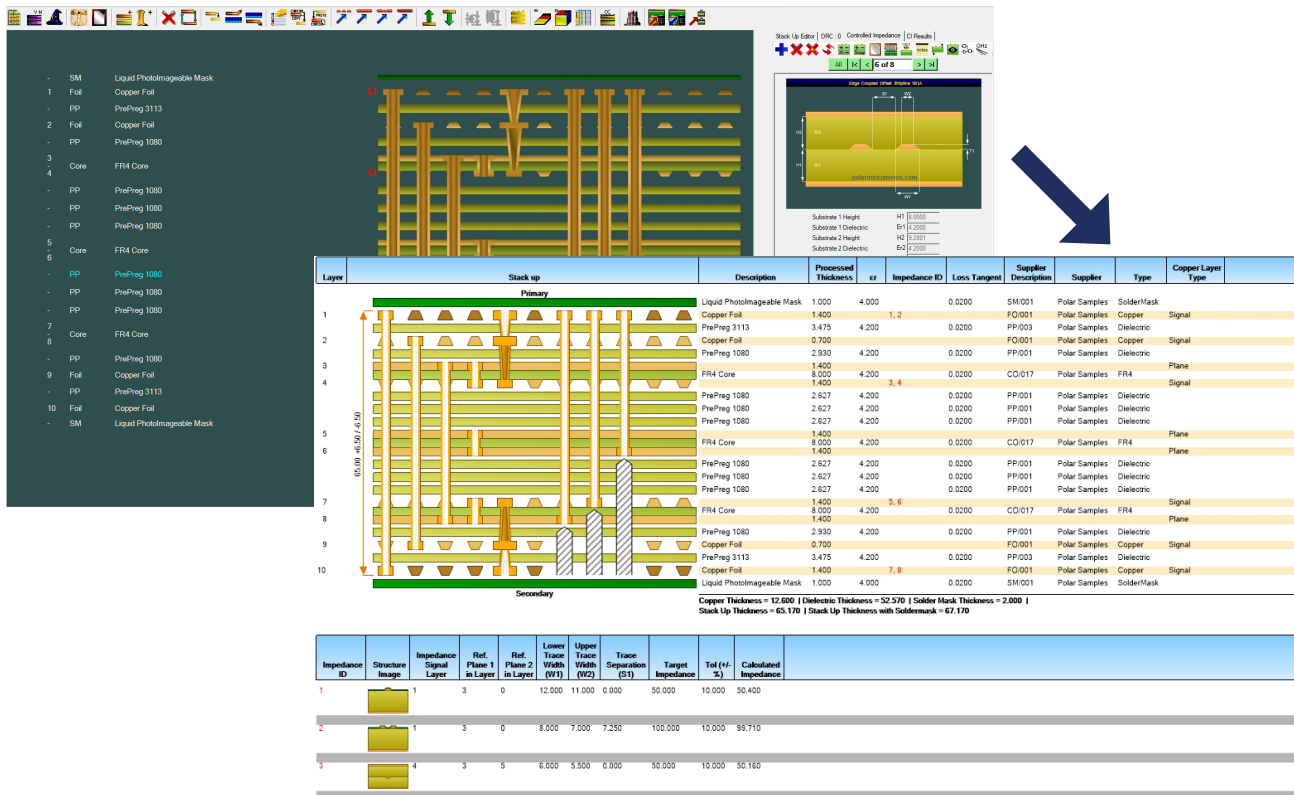 Stack Up Editor | DRC : 0 | Controlled Impedance | CI Results |
All |< < 6 of 8 > >|
Edge Coupled Offset Stripline 1B1A
polarinstruments.com
Substrate 1 Height H1 8.0000
Substrate 1 Dielectric Er1 4.2000
Substrate 2 Height H2 9.2801
Substrate 2 Dielectric Er2 4.2000
- SM Liquid PhotoImageable Mask
1 Foil Copper Foil
- PP PrePreg 3113
2 Foil Copper Foil
- PP PrePreg 1080
3 - 4 Core FR4 Core
- PP PrePreg 1080
- PP PrePreg 1080
- PP PrePreg 1080
5 - 6 Core FR4 Core
- PP PrePreg 1080
- PP PrePreg 1080
- PP PrePreg 1080
7 - 8 Core FR4 Core
- PP PrePreg 1080
9 Foil Copper Foil
- PP PrePreg 3113
10 Foil Copper Foil
- SM Liquid PhotoImageable Mask
Layer Stack up Description Processed Thickness εr Impedance ID Loss Tangent Supplier Description Supplier Type Copper Layer Type
Primary
Liquid PhotoImageable Mask 1.000 4.000 0.0200 SM/001 Polar Samples SolderMask
1 Copper Foil 1.400 1, 2 FO/001 Polar Samples Copper Signal
PrePreg 3113 3.475 4.200 0.0200 PP/003 Polar Samples Dielectric
2 Copper Foil 0.700 FO/001 Polar Samples Copper Signal
PrePreg 1080 2.930 4.200 0.0200 PP/001 Polar Samples Dielectric
3 1.400 Plane
FR4 Core 8.000 4.200 0.0200 CO/017 Polar Samples FR4
4 1.400 3, 4 Signal
PrePreg 1080 2.627 4.200 0.0200 PP/001 Polar Samples Dielectric
PrePreg 1080 2.627 4.200 0.0200 PP/001 Polar Samples Dielectric
PrePreg 1080 2.627 4.200 0.0200 PP/001 Polar Samples Dielectric
5 1.400 Plane
FR4 Core 8.000 4.200 0.0200 CO/017 Polar Samples FR4
6 1.400 Plane
65.00 +6.50 / -6.50
PrePreg 1080 2.627 4.200 0.0200 PP/001 Polar Samples Dielectric
PrePreg 1080 2.627 4.200 0.0200 PP/001 Polar Samples Dielectric
PrePreg 1080 2.627 4.200 0.0200 PP/001 Polar Samples Dielectric
7 1.400 5, 6 Signal
FR4 Core 8.000 4.200 0.0200 CO/017 Polar Samples FR4
8 1.400 Plane
PrePreg 1080 2.930 4.200 0.0200 PP/001 Polar Samples Dielectric
9 Copper Foil 0.700 FO/001 Polar Samples Copper Signal
PrePreg 3113 3.475 4.200 0.0200 PP/003 Polar Samples Dielectric
10 Copper Foil 1.400 7, 8 FO/001 Polar Samples Copper Signal
Liquid PhotoImageable Mask 1.000 4.000 0.0200 SM/001 Polar Samples SolderMask
Secondary
Copper Thickness = 12.600 | Dielectric Thickness = 52.570 | Solder Mask Thickness = 2.000 |
Stack Up Thickness = 65.170 | Stack Up Thickness with Soldermask = 67.170
Impedance ID Structure Image Impedance Signal Layer Ref. Plane 1 in Layer Ref. Plane 2 in Layer Lower Trace Width (W1) Upper Trace Width (W2) Trace Separation (S1) Target Impedance Tol (+/- %) Calculated Impedance
1 1 3 0 12.000 11.000 0.000 50.000 10.000 50.400
2 1 3 0 8.000 7.000 7.250 100.000 10.000 99.710
3 4 3 5 6.000 5.500 0.000 50.000 10.000 50.160